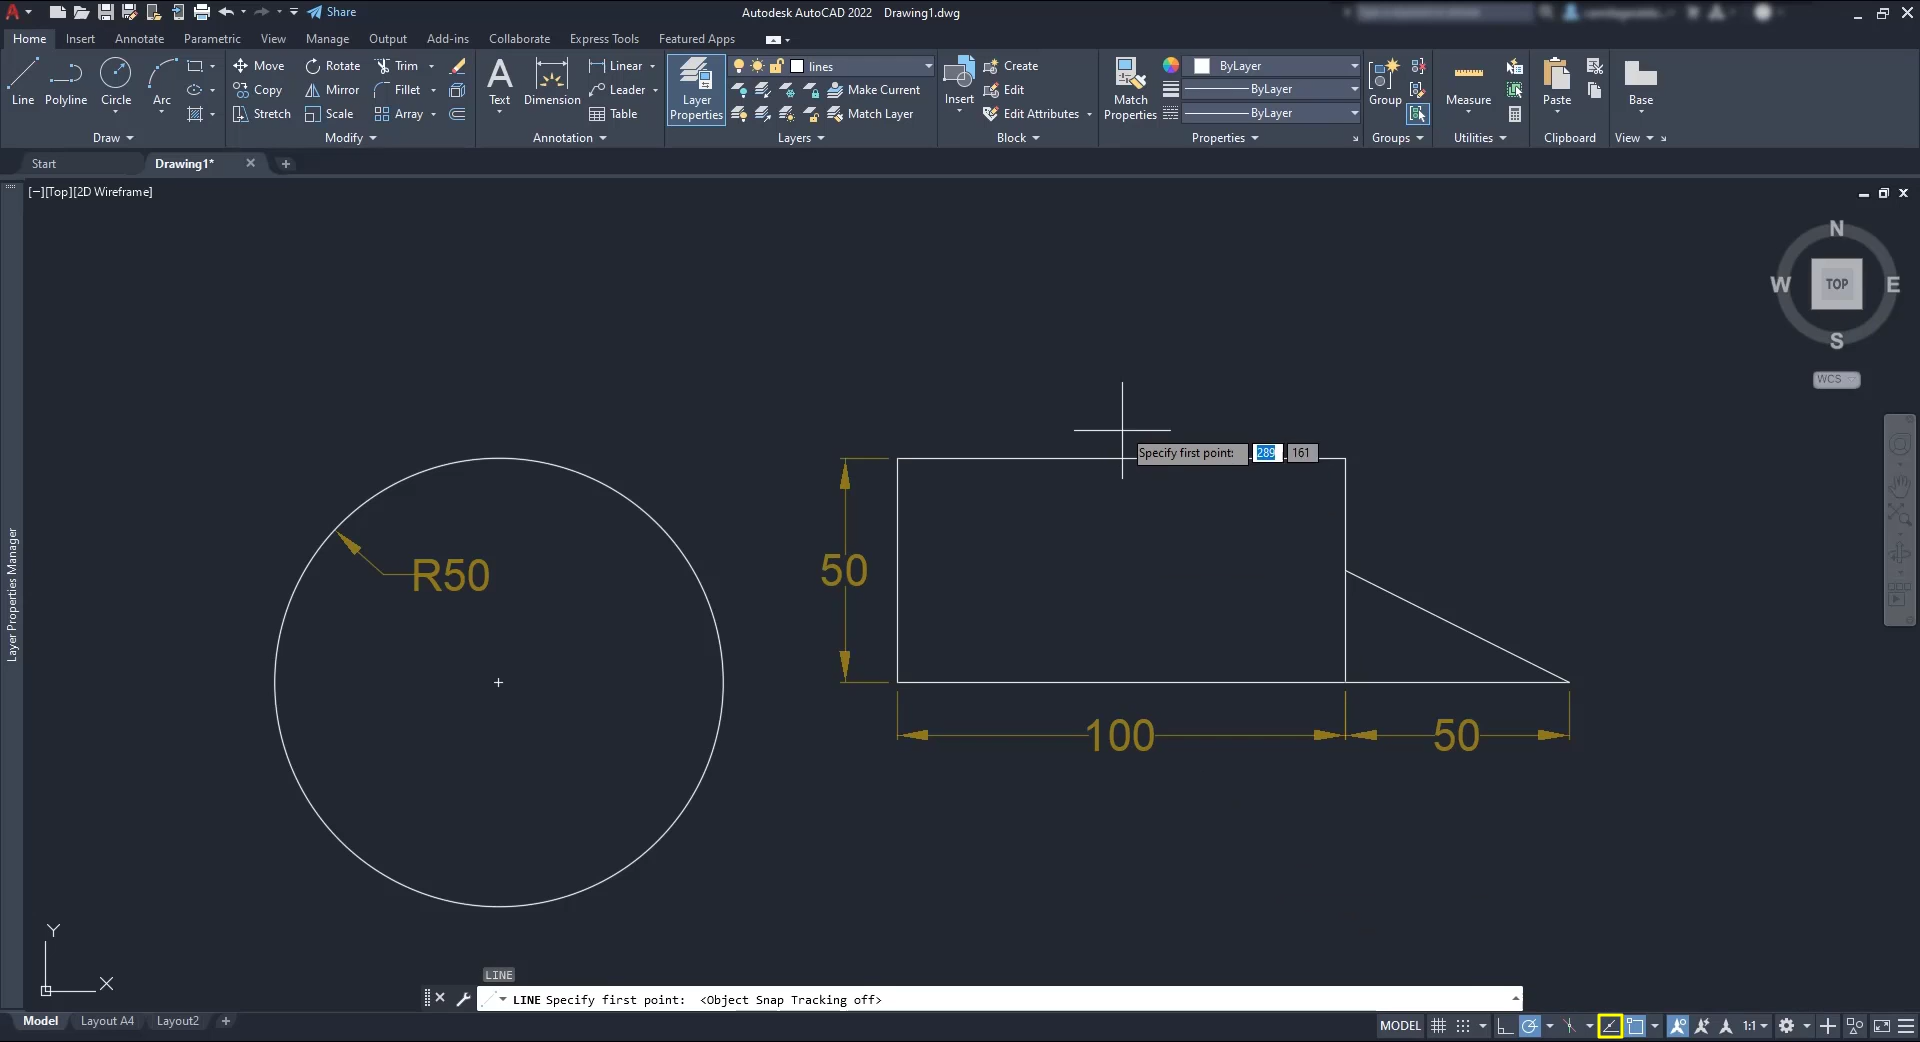 Share
Autodesk AutoCAD 2022 Drawing1.dwg
Home Insert Annotate Parametric View Manage Output Add-ins Collaborate Express Tools Featured Apps
Line Polyline Circle Arc
Draw
Move Rotate Trim
Copy Mirror Fillet
Stretch Scale Array
Modify
Text Dimension
Linear
Leader
Table
Annotation
Layer Properties
lines
Make Current
Match Layer
Layers
Insert
Create
Edit
Edit Attributes
Block
Match Properties
ByLayer
ByLayer
ByLayer
Properties
Group
Groups
Measure
Utilities
Paste
Clipboard
Base
View
Start Drawing1*
[−][Top][2D Wireframe]
N
W TOP E
S
WCS
Layer Properties Manager
Specify first point: 289 161
R50
50
100 50
Y
X
LINE
LINE Specify first point: <Object Snap Tracking off>
Model Layout A4 Layout2
MODEL 1:1